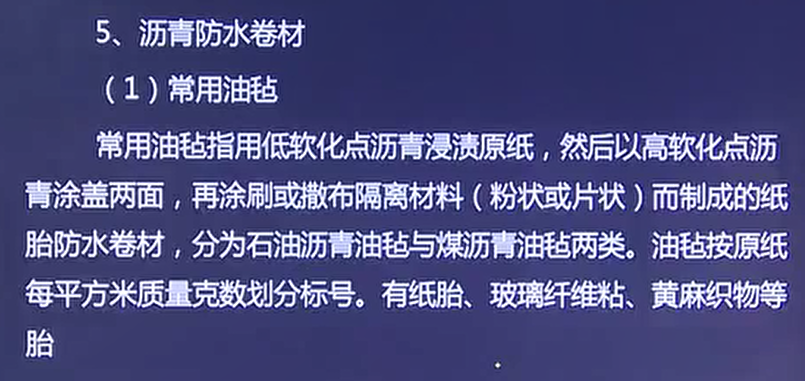 5、沥青防水卷材
（1）常用油毡
常用油毡指用低软化点沥青浸渍原纸，然后以高软化点沥
青涂盖两面，再涂刷或撒布隔离材料（粉状或片状）而制成的纸
胎防水卷材，分为石油沥青油毡与煤沥青油毡两类。油毡按原纸
每平方米质量克数划分标号。有纸胎、玻璃纤维粘、黄麻织物等
胎